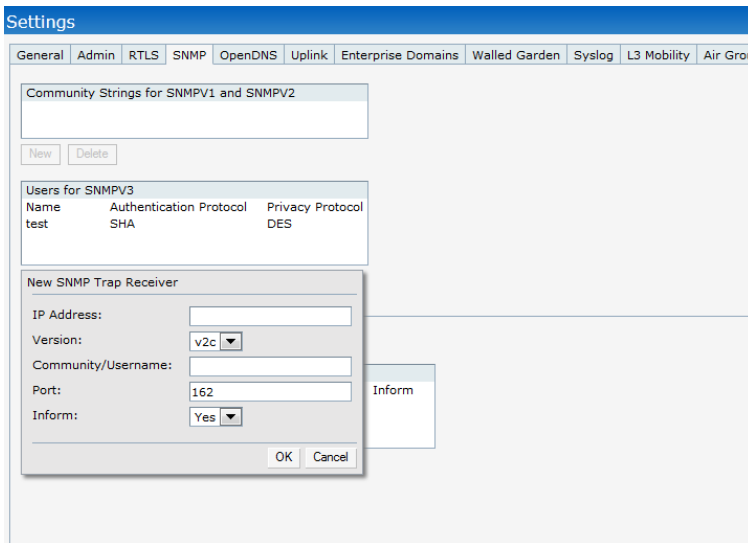 Settings
General Admin RTLS SNMP OpenDNS Uplink Enterprise Domains Walled Garden Syslog L3 Mobility Air Gro
Community Strings for SNMPV1 and SNMPV2
New Delete
Users for SNMPV3
Name Authentication Protocol Privacy Protocol
test SHA DES
New SNMP Trap Receiver
IP Address:
Version: v2c
Community/Username:
Port: 162
Inform
Inform: Yes
OK Cancel